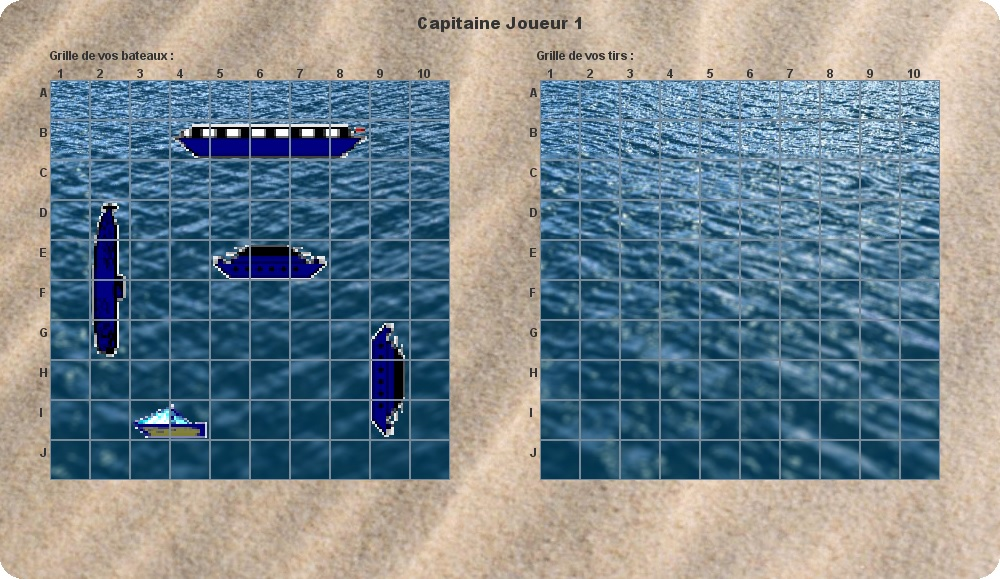 Capitaine Joueur 1
Grille de vos bateaux :
1 2 3 4 5 6 7 8 9 10
A
B
C
D
E
F
G
H
I
J
Grille de vos tirs :
1 2 3 4 5 6 7 8 9 10
A
B
C
D
E
F
G
H
I
J